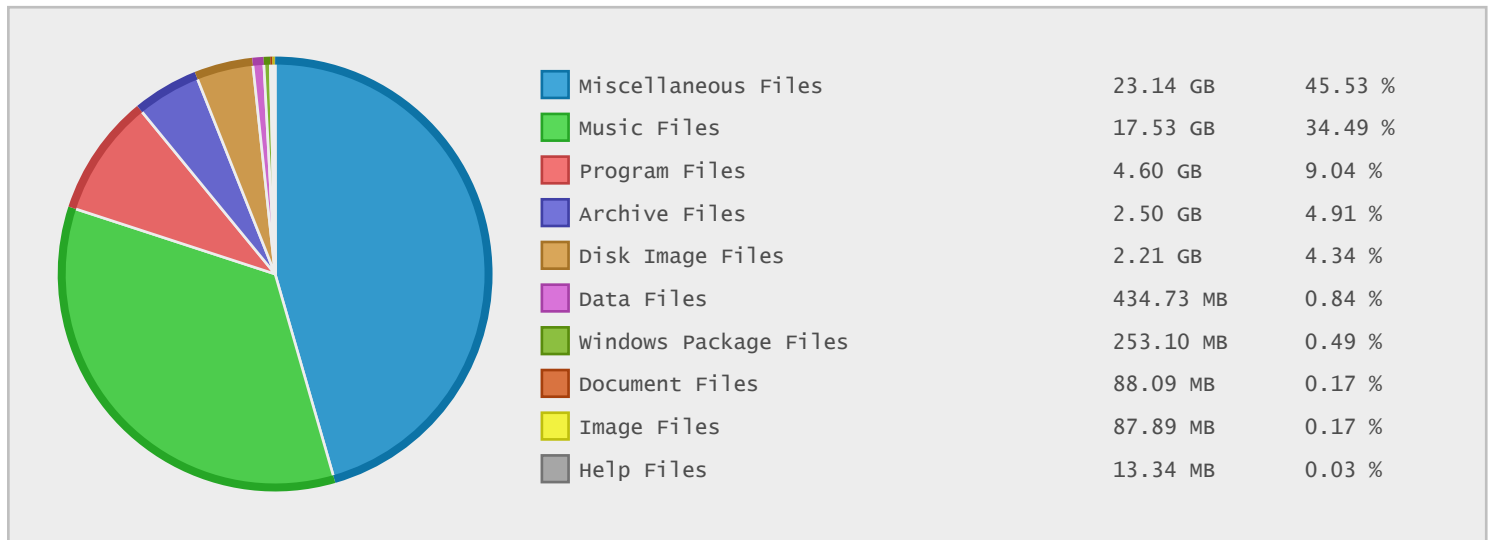 Miscellaneous Files 23.14 GB 45.53 %
Music Files 17.53 GB 34.49 %
Program Files 4.60 GB 9.04 %
Archive Files 2.50 GB 4.91 %
Disk Image Files 2.21 GB 4.34 %
Data Files 434.73 MB 0.84 %
Windows Package Files 253.10 MB 0.49 %
Document Files 88.09 MB 0.17 %
Image Files 87.89 MB 0.17 %
Help Files 13.34 MB 0.03 %